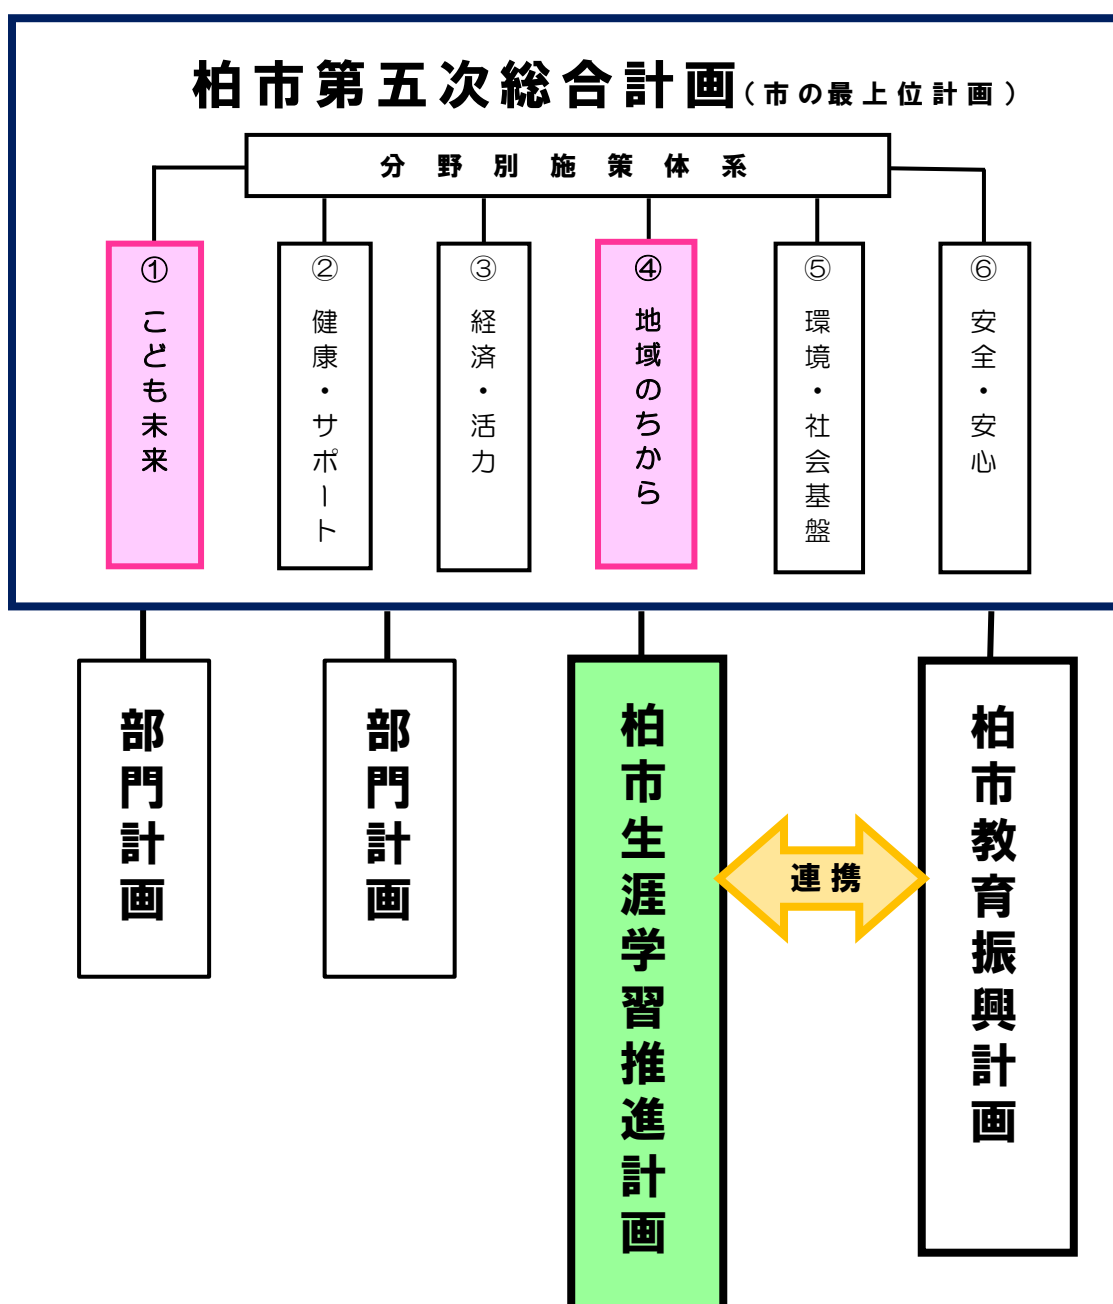 柏市第五次総合計画(市の最上位計画)
分野別施策体系
① こども未来
② 健康・サポート
③ 経済・活力
④ 地域のちから
⑤ 環境・社会基盤
⑥ 安全・安心
部門計画
部門計画
柏市生涯学習推進計画
連携
柏市教育振興計画